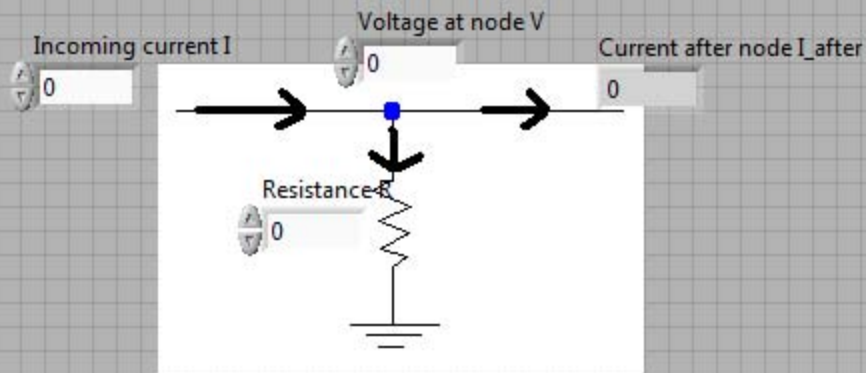 Voltage at node V
Incoming current I
Current after node I_after
0
0
0
Resistance R
0